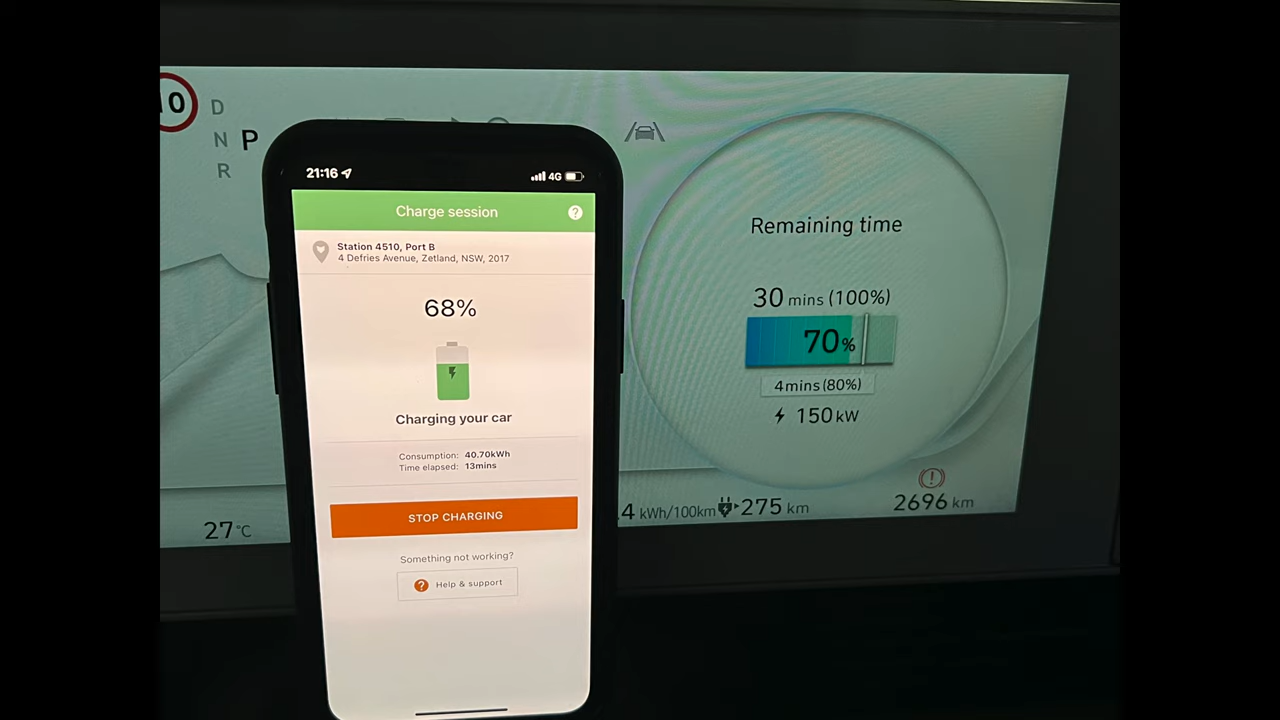 10
D
N P
R
21:16
4G
Charge session
?
Station 4510, Port B
4 Defries Avenue, Zetland, NSW, 2017
68%
Charging your car
Consumption: 40.70kWh
Time elapsed: 13mins
STOP CHARGING
Something not working?
? Help & support
Remaining time
30 mins (100%)
70%
4mins (80%)
150 kW
27°C
.4 kWh/100km
275 km
2696 km